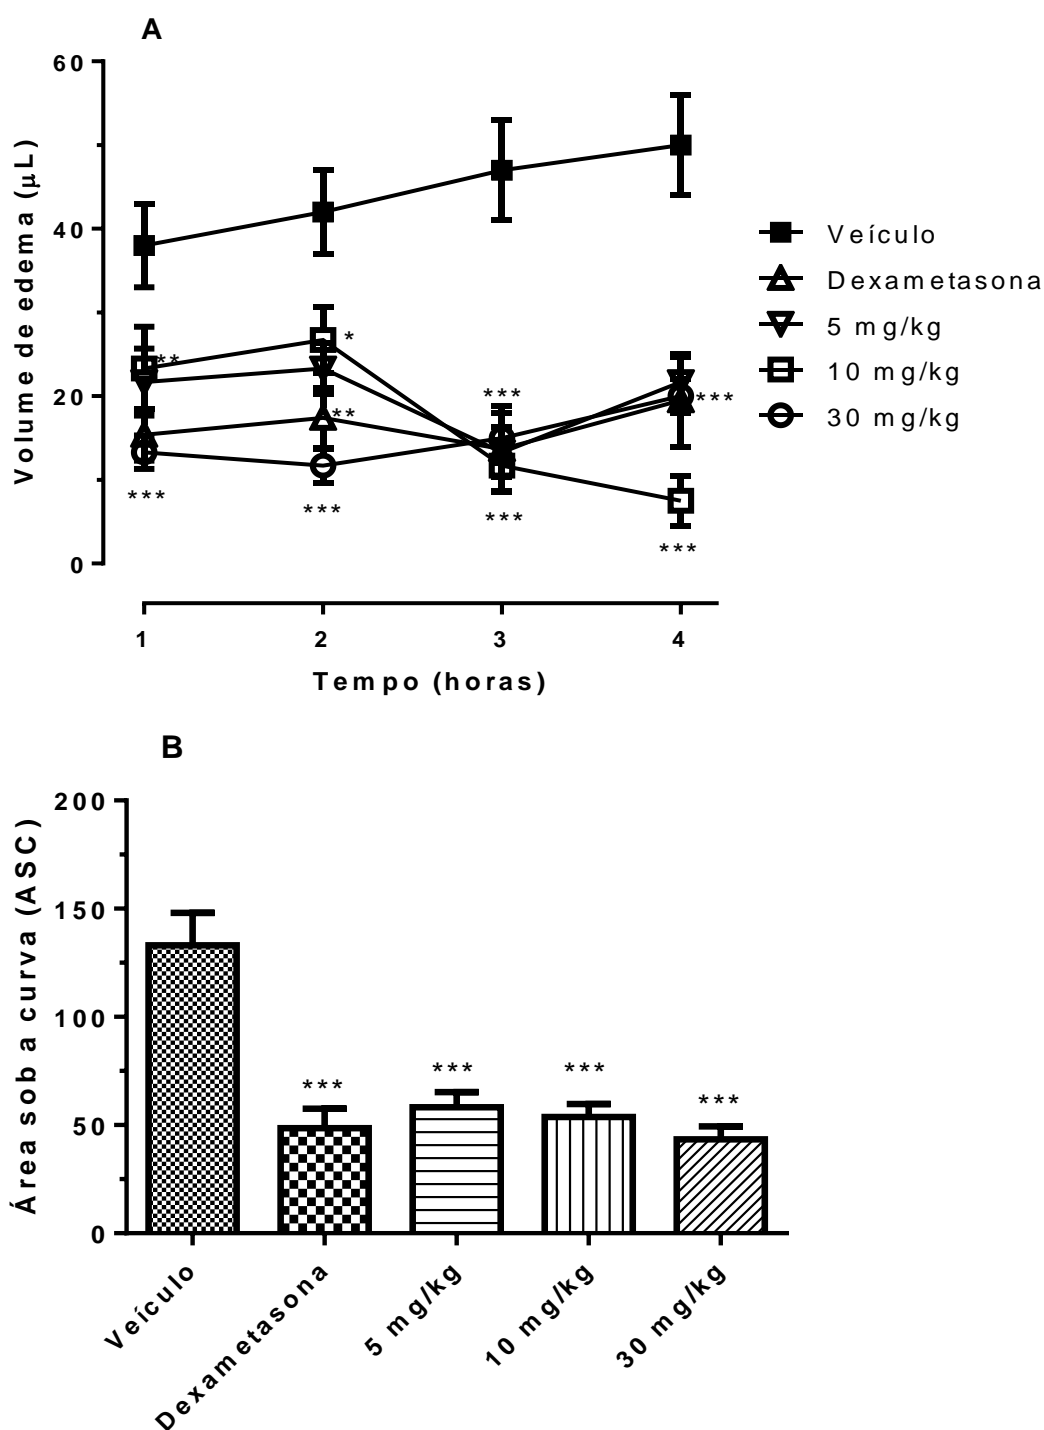 A
60
40
20
0
Volume de edema (µL)
**
*
***
**
***
***
***
***
***
1
2
3
4
Tempo (horas)
Veículo
Dexametasona
5 mg/kg
10 mg/kg
30 mg/kg
B
200
150
100
50
0
Área sob a curva (ASC)
***
***
***
***
Veículo
Dexametasona
5 mg/kg
10 mg/kg
30 mg/kg